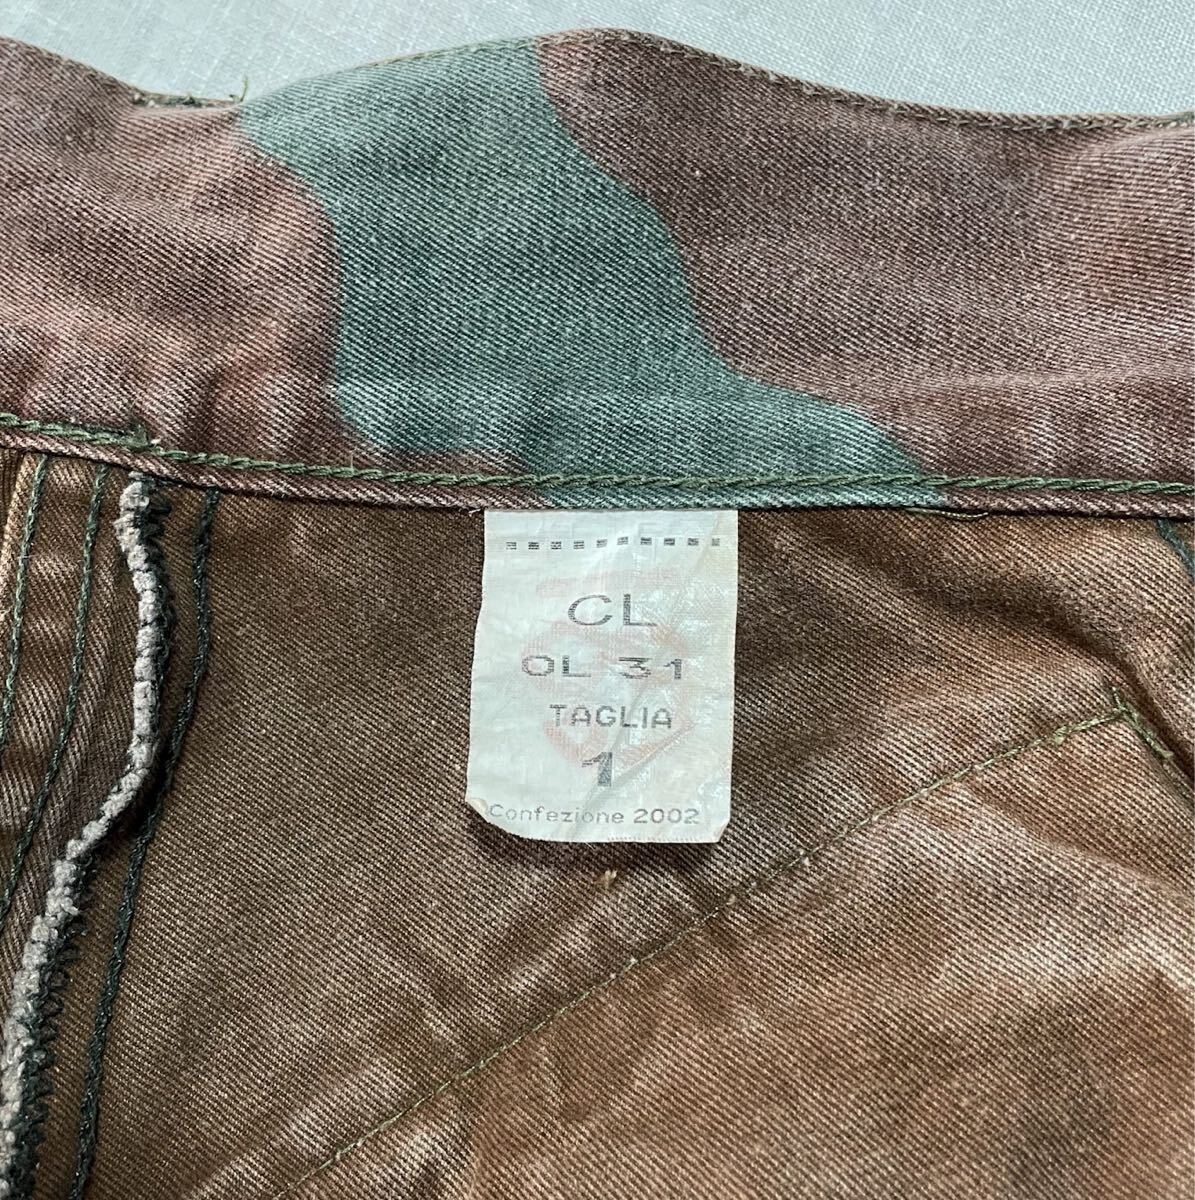 CL
OL 31
TAGLIA
1
Confezione 2002